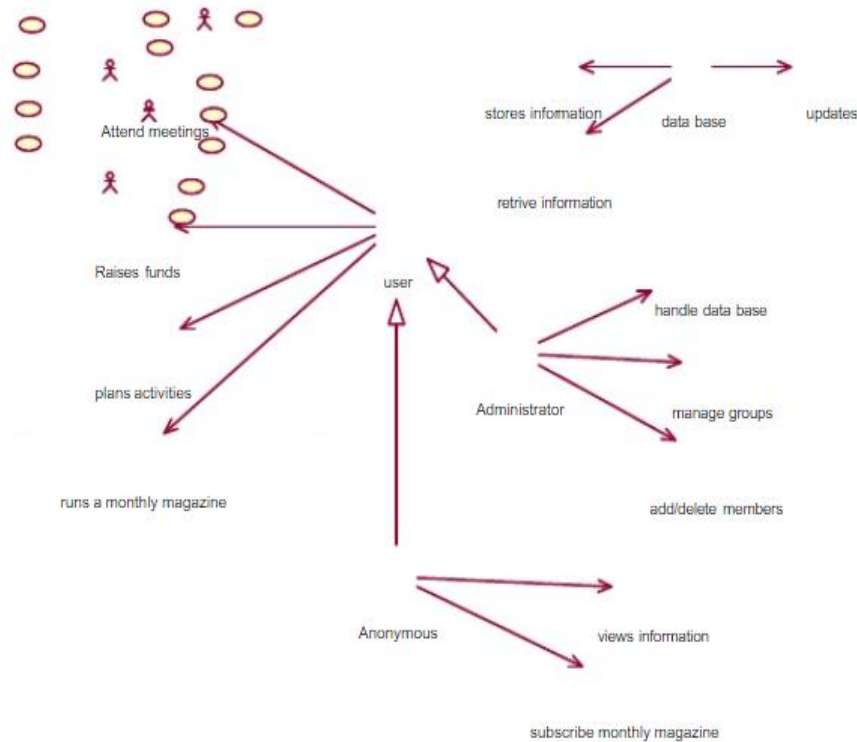 stores information
data base
updates
Attend meetings
retrive information
Raises funds
user
handle data base
plans activities
Administrator
manage groups
runs a monthly magazine
add/delete members
Anonymous
views information
subscribe monthly magazine